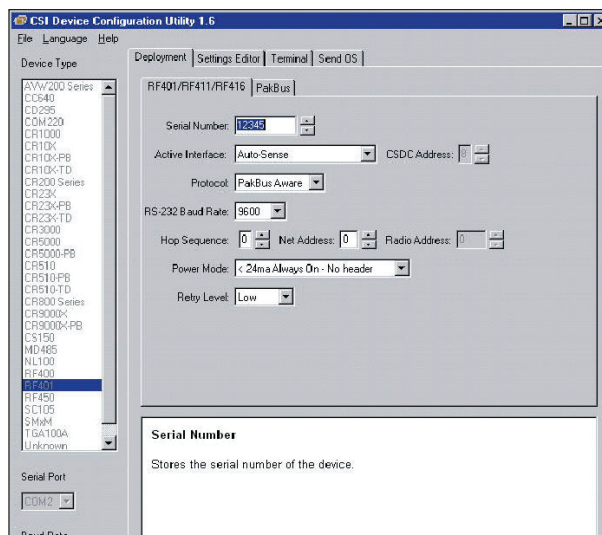 CSI Device Configuration Utility 1.6
File Language Help
Device Type
AVW200 Series
CC640
CD295
COM220
CR1000
CR10X
CR10X-PB
CR10X-TD
CR200 Series
CR23X
CR23X-PB
CR23X-TD
CR3000
CR5000
CR5000-PB
CR510
CR510-PB
CR510-TD
CR800 Series
CR9000X
CR9000X-PB
CS150
MD485
NL100
RF400
RF401
RF450
SC105
SMxM
TGA100A
Unknown
Serial Port
COM2
Baud Rate
Deployment Settings Editor Terminal Send OS
RF401/RF411/RF416 PakBus
Serial Number: 12345
Active Interface: Auto-Sense CSDC Address: 8
Protocol: PakBus Aware
RS-232 Baud Rate: 9600
Hop Sequence: 0 Net Address: 0 Radio Address: 0
Power Mode: < 24ma Always On - No header
Retry Level: Low
Serial Number
Stores the serial number of the device.